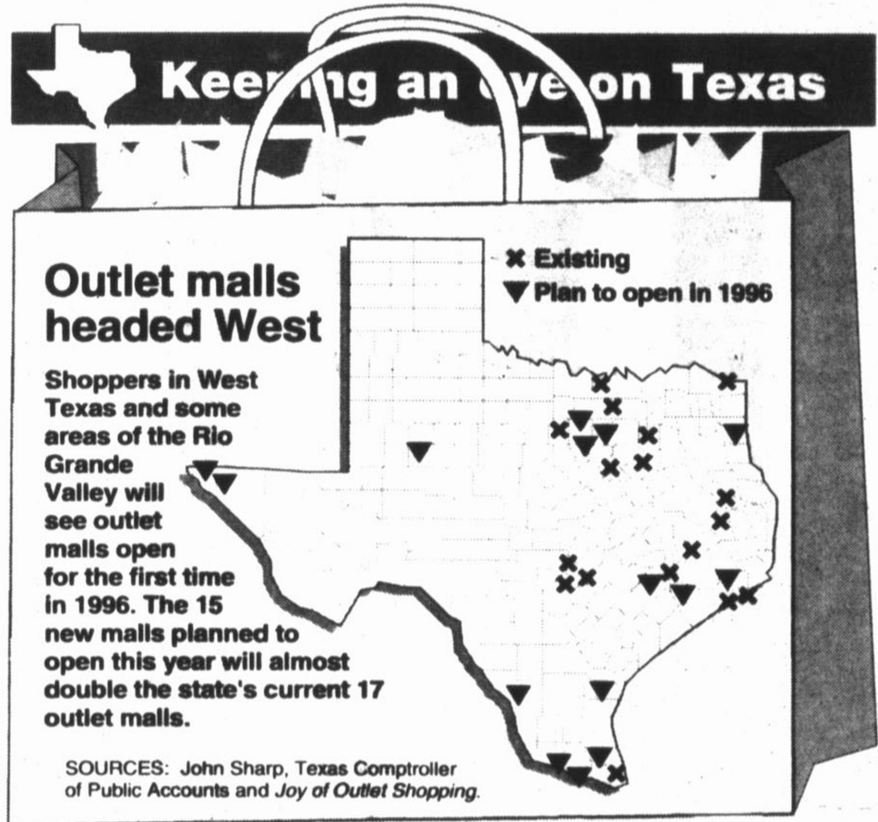 Keeping an eye on Texas
Outlet malls
headed West
Shoppers in West
Texas and some
areas of the Rio
Grande
Valley will
see outlet
malls open
for the first time
in 1996. The 15
new malls planned to
open this year will almost
double the state's current 17
outlet malls.
✖ Existing
▼ Plan to open in 1996
SOURCES: John Sharp, Texas Comptroller
of Public Accounts and Joy of Outlet Shopping.